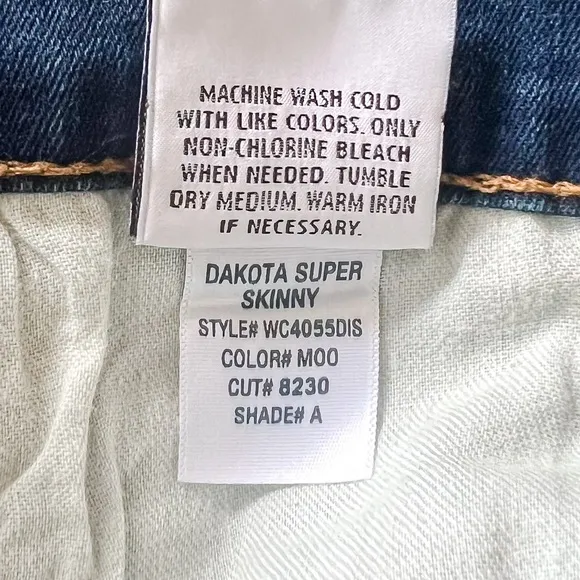 MACHINE WASH COLD
WITH LIKE COLORS. ONLY
NON-CHLORINE BLEACH
WHEN NEEDED. TUMBLE
DRY MEDIUM. WARM IRON
IF NECESSARY.
DAKOTA SUPER
SKINNY
STYLE# WC4055DIS
COLOR# MOO
CUT# 8230
SHADE# A